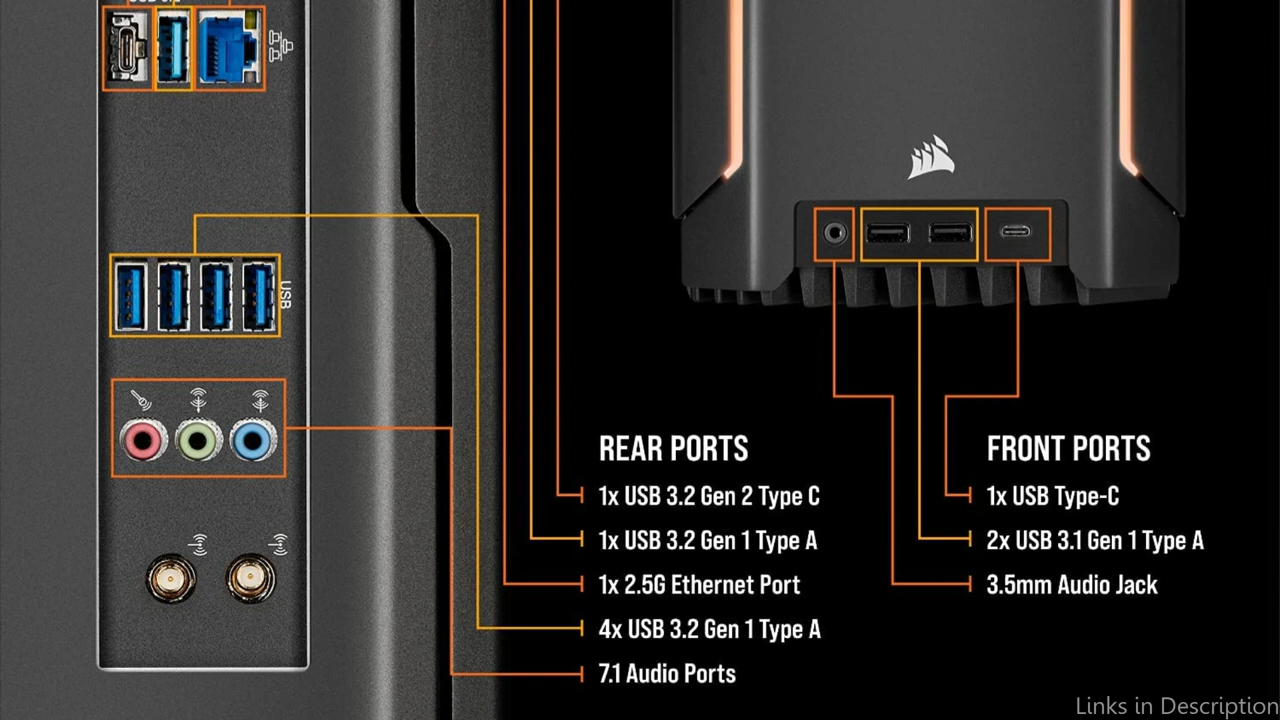 USB
REAR PORTS
1x USB 3.2 Gen 2 Type C
1x USB 3.2 Gen 1 Type A
1x 2.5G Ethernet Port
4x USB 3.2 Gen 1 Type A
7.1 Audio Ports
FRONT PORTS
1x USB Type-C
2x USB 3.1 Gen 1 Type A
3.5mm Audio Jack
Links in Description